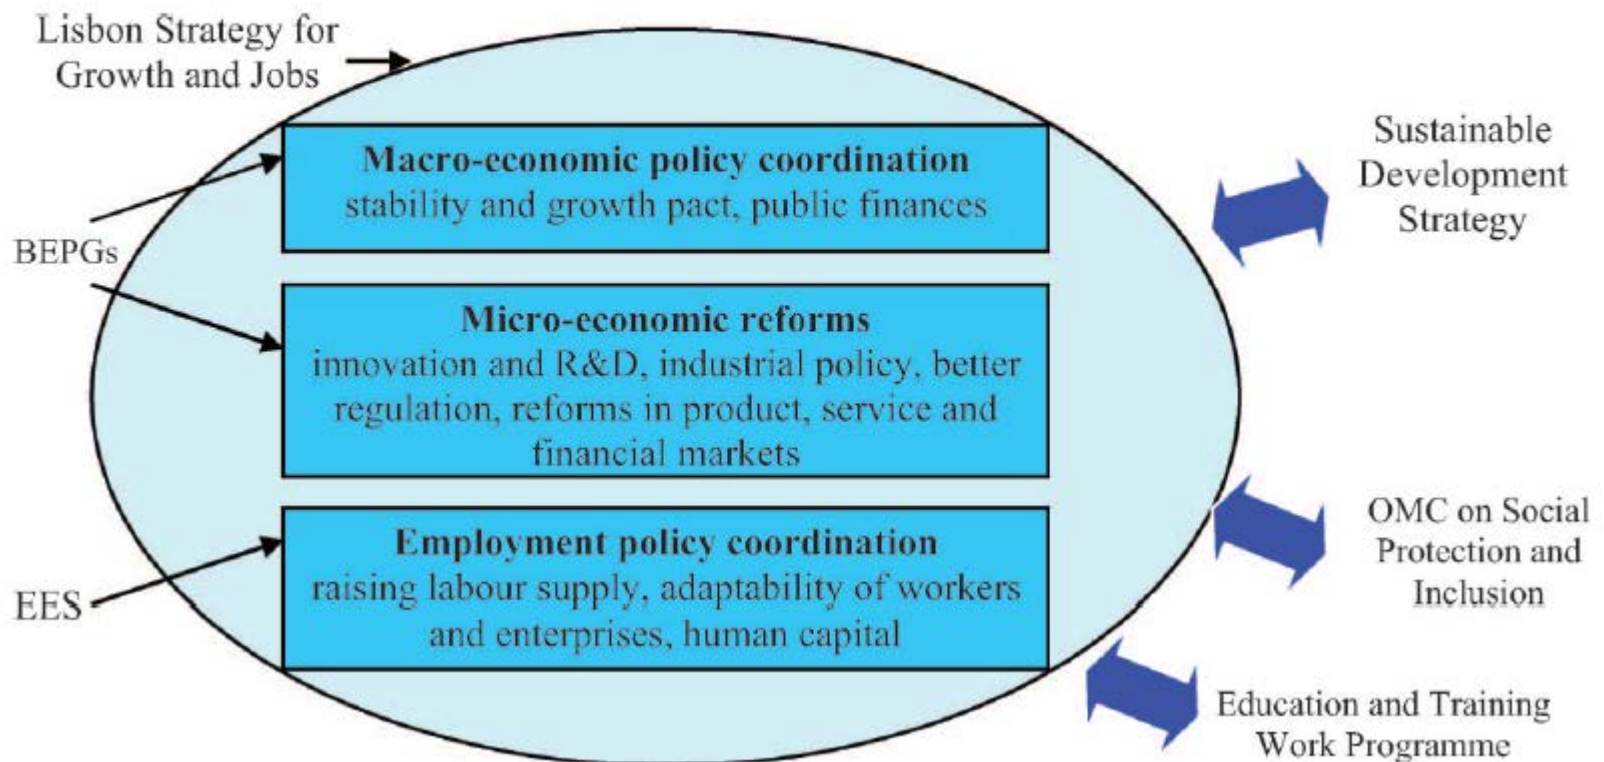 Lisbon Strategy for
Growth and Jobs
Macro-economic policy coordination
stability and growth pact, public finances
BEPGs
Micro-economic reforms
innovation and R&D, industrial policy, better
regulation, reforms in product, service and
financial markets
Employment policy coordination
raising labour supply, adaptability of workers
and enterprises, human capital
EES
Sustainable
Development
Strategy
OMC on Social
Protection and
Inclusion
Education and Training
Work Programme